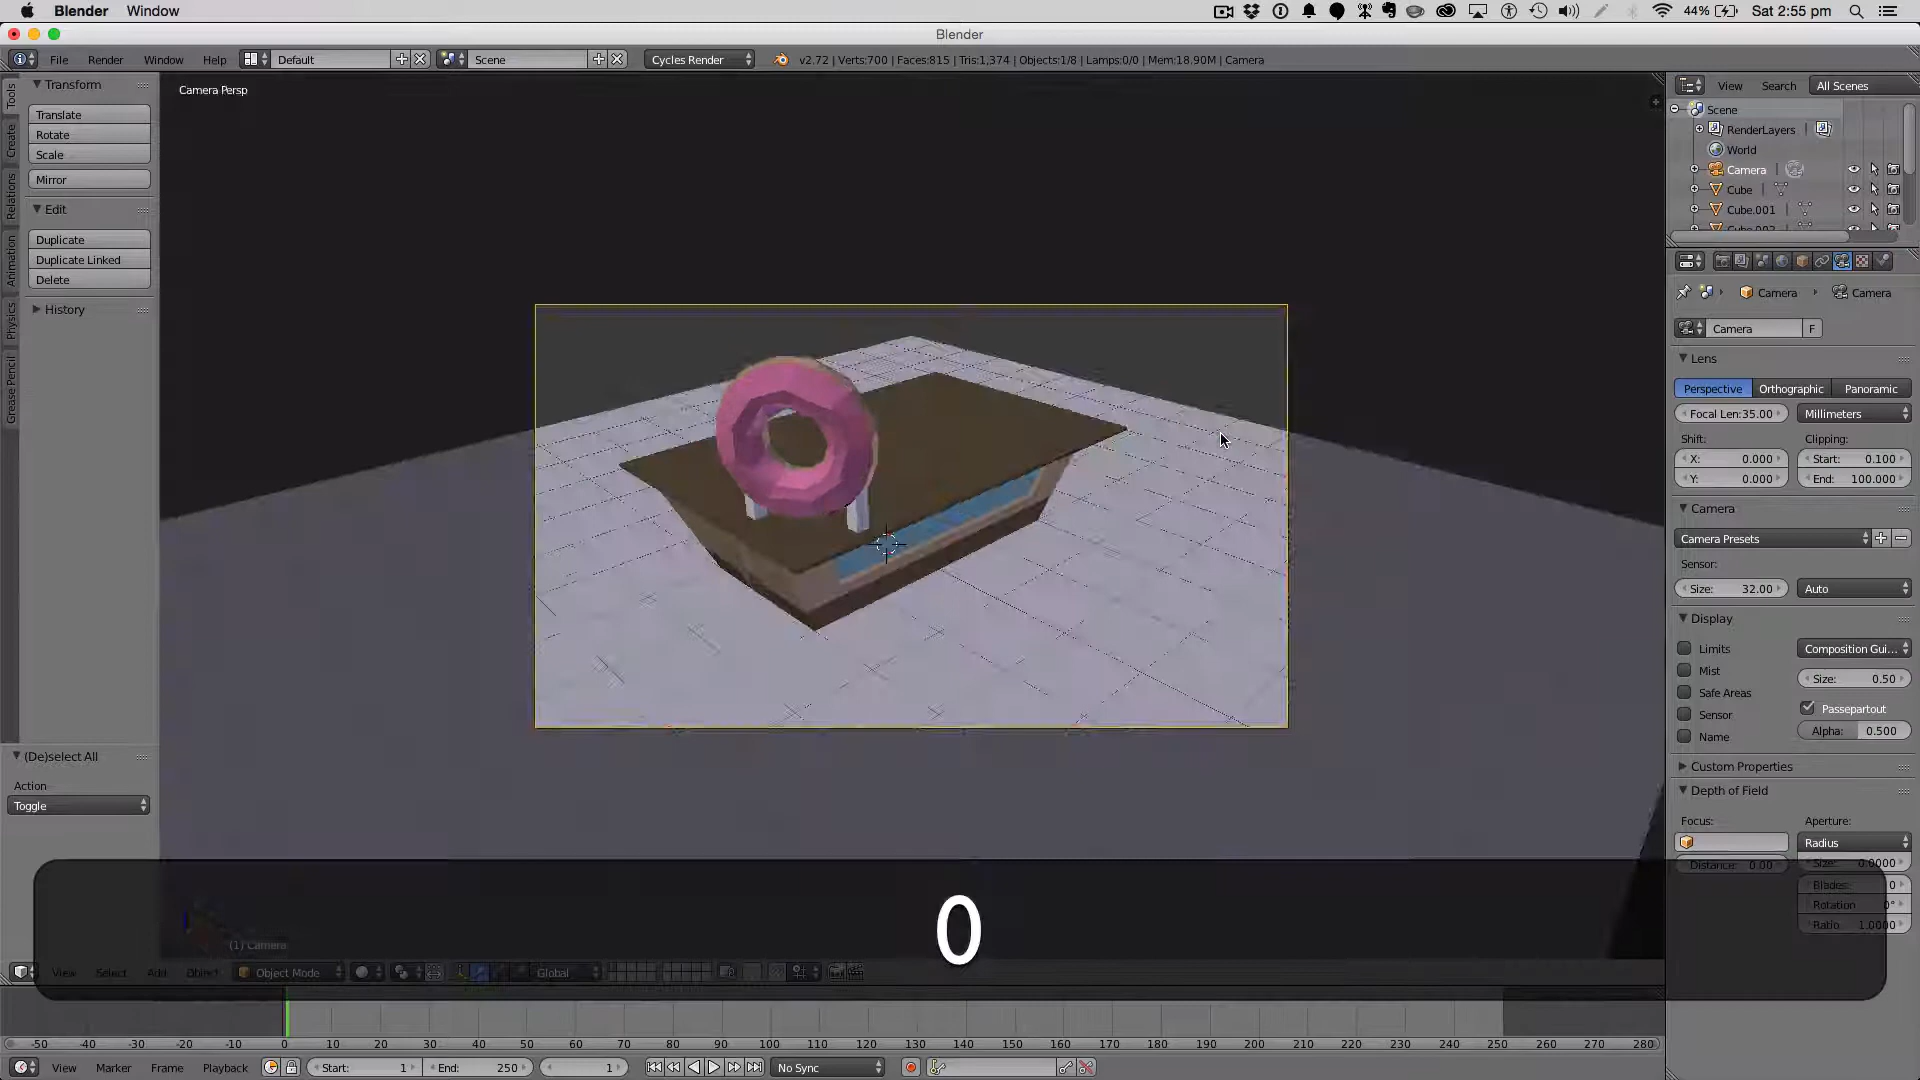 Blender Window 44% Sat 2:55 pm
Blender
File Render Window Help Default Scene Cycles Render v2.72 | Verts:700 | Faces:815 | Tris:1,374 | Objects:1/8 | Lamps:0/0 | Mem:18.90M | Camera
Tools
Create
Relations
Animation
Physics
Grease Pencil
Transform
Translate
Rotate
Scale
Mirror
Edit
Duplicate
Duplicate Linked
Delete
History
(De)select All
Action
Toggle
Camera Persp
(1) Camera
0
View Select Add Object Object Mode Global
View Search All Scenes
Scene
RenderLayers
World
Camera
Cube
Cube.001
Cube.002
Camera Camera
Camera F
Lens
Perspective Orthographic Panoramic
Focal Len:35.00 Millimeters
Shift: Clipping:
X: 0.000 Start: 0.100
Y: 0.000 End: 100.000
Camera
Camera Presets
Sensor:
Size: 32.00 Auto
Display
Limits Composition Gui...
Mist Size: 0.50
Safe Areas
Sensor Passepartout
Name Alpha: 0.500
Custom Properties
Depth of Field
Focus: Aperture:
Radius
Distance: 0.00 Size: 0.0000
Blades: 0
Rotation 0°
Ratio 1.0000
-50 -40 -30 -20 -10 0 10 20 30 40 50 60 70 80 90 100 110 120 130 140 150 160 170 180 190 200 210 220 230 240 250 260 270 280
View Marker Frame Playback Start: 1 End: 250 1 No Sync